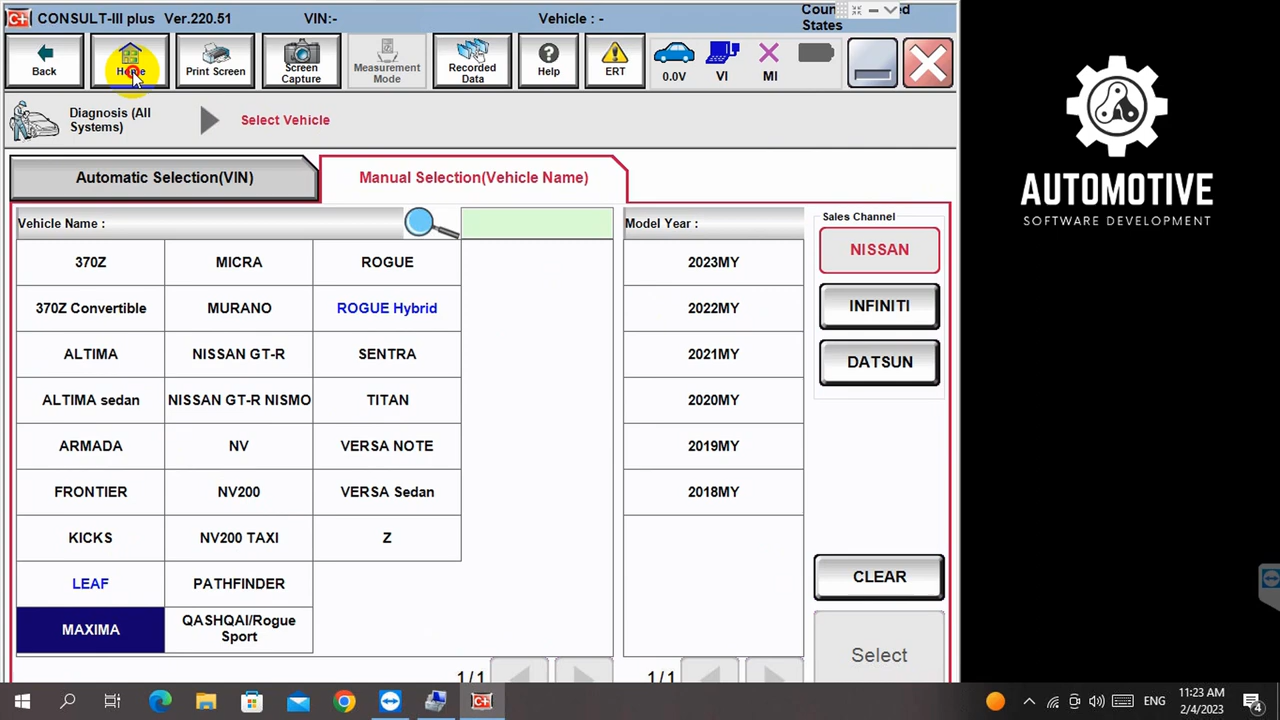 CONSULT-III plus Ver.220.51 VIN:- Vehicle : - Coun ed
States
Back
Home
Print Screen
Screen
Capture
Measurement
Mode
Recorded
Data
Help
ERT
0.0V
VI
MI
Diagnosis (All
Systems)
Select Vehicle
Automatic Selection(VIN)
Manual Selection(Vehicle Name)
Vehicle Name :
Model Year :
Sales Channel
370Z MICRA ROGUE 2023MY NISSAN
370Z Convertible MURANO ROGUE Hybrid 2022MY INFINITI
ALTIMA NISSAN GT-R SENTRA 2021MY DATSUN
ALTIMA sedan NISSAN GT-R NISMO TITAN 2020MY
ARMADA NV VERSA NOTE 2019MY
FRONTIER NV200 VERSA Sedan 2018MY
KICKS NV200 TAXI Z
LEAF PATHFINDER CLEAR
MAXIMA QASHQAI/Rogue
Sport
Select
1/1 1/1
AUTOMOTIVE
SOFTWARE DEVELOPMENT
ENG
11:23 AM
2/4/2023
4